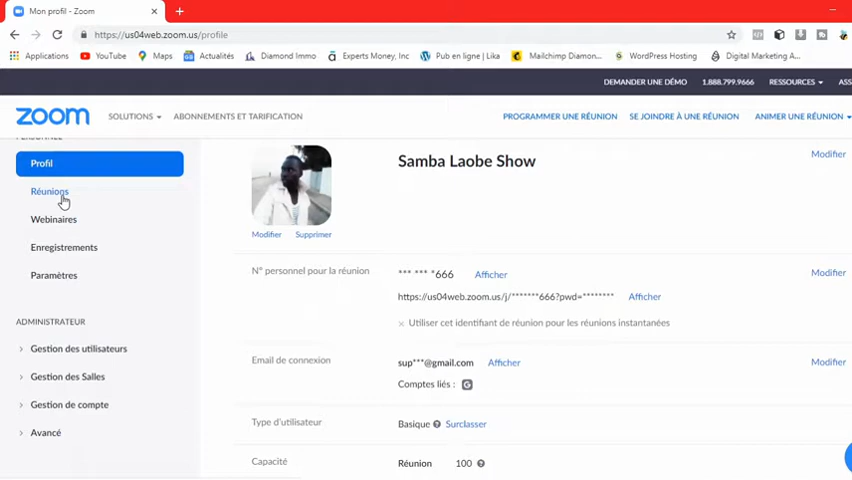 Mon profil - Zoom
https://us04web.zoom.us/profile
Applications YouTube Maps Actualités Diamond Immo Experts Money, Inc Pub en ligne | Lika Mailchimp Diamon... WordPress Hosting Digital Marketing A...
DEMANDER UNE DÉMO 1.888.799.9666 RESSOURCES ASS
zoom SOLUTIONS ABONNEMENTS ET TARIFICATION PROGRAMMER UNE RÉUNION SE JOINDRE À UNE RÉUNION ANIMER UNE RÉUNION
PERSONNEL
Profil
Réunions
Webinaires
Enregistrements
Paramètres
ADMINISTRATEUR
Gestion des utilisateurs
Gestion des Salles
Gestion de compte
Avancé
Samba Laobe Show Modifier
Modifier Supprimer
N° personnel pour la réunion *** *** *666 Afficher Modifier
https://us04web.zoom.us/j/*******666?pwd=******** Afficher
× Utiliser cet identifiant de réunion pour les réunions instantanées
Email de connexion sup***@gmail.com Afficher Modifier
Comptes liés : G
Type d'utilisateur Basique Surclasser
Capacité Réunion 100